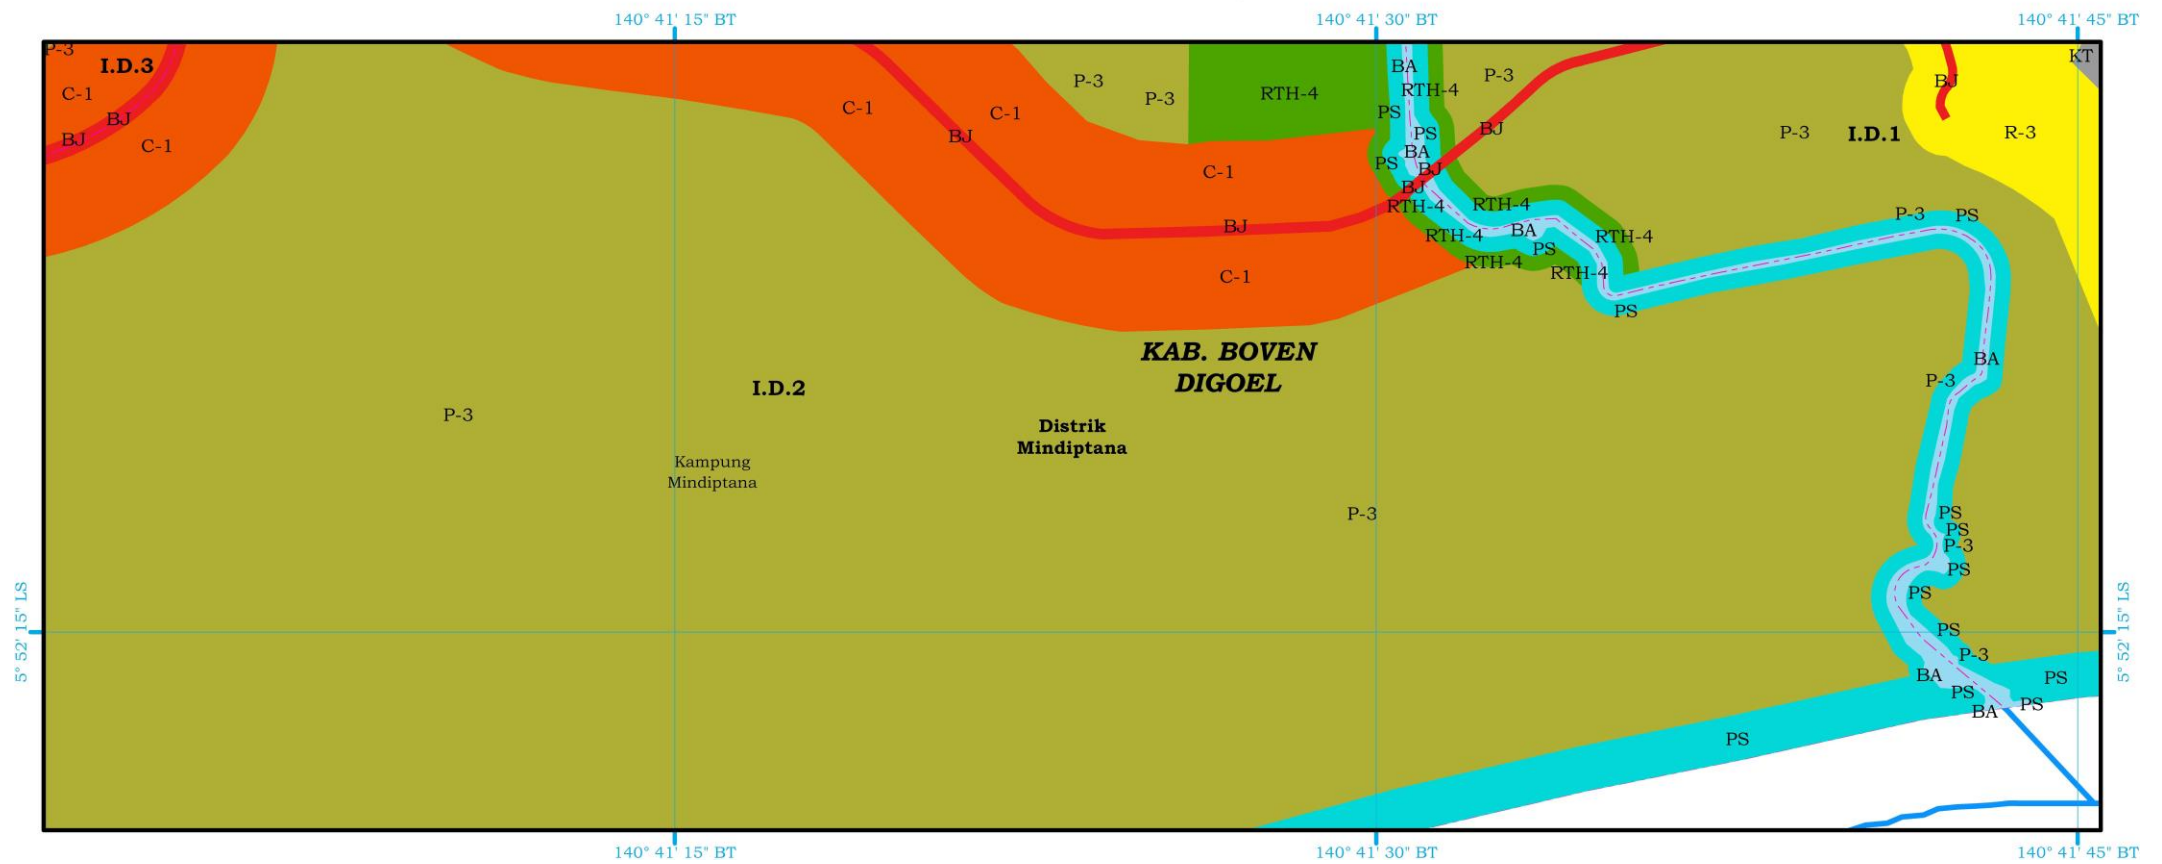 140° 41' 15" BT
140° 41' 30" BT
140° 41' 45" BT
P-3
I.D.3
C-1
BJ
BJ
C-1
C-1
BJ
C-1
P-3
P-3
RTH-4
C-1
BJ
C-1
BA
RTH-4
PS
PS
BA
PS
BJ
BJ
RTH-4
P-3
BJ
RTH-4
RTH-4
BA
PS
RTH-4
RTH-4
RTH-4
PS
P-3
I.D.1
BJ
KT
R-3
P-3
PS
KAB. BOVEN
DIGOEL
I.D.2
P-3
Distrik
Mindiptana
Kampung
Mindiptana
P-3
BA
P-3
PS
PS
P-3
PS
PS
PS
P-3
BA
PS
PS
PS
BA
PS
5° 52' 15" LS
5° 52' 15" LS
140° 41' 15" BT
140° 41' 30" BT
140° 41' 45" BT